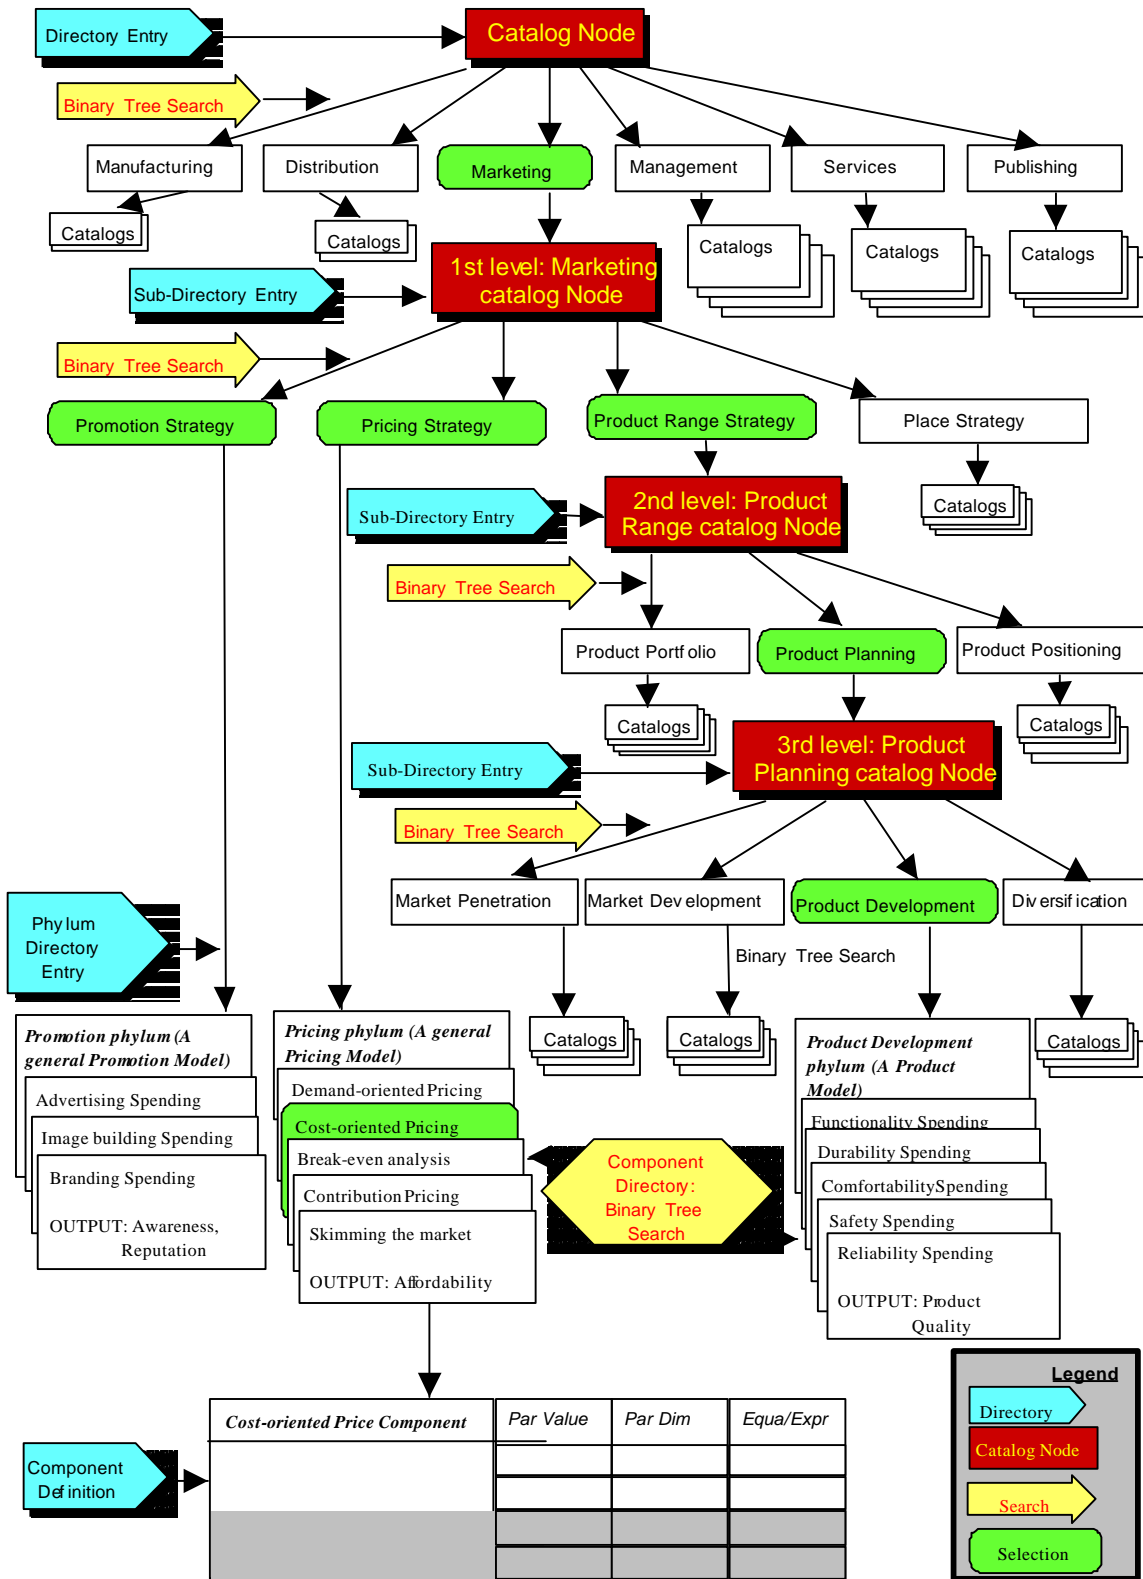 Directory Entry
Catalog Node
Binary Tree Search
Manufacturing
Distribution
Marketing
Management
Services
Publishing
Catalogs
Catalogs
Catalogs
Catalogs
Catalogs
Sub-Directory Entry
1st level: Marketing
catalog Node
Binary Tree Search
Promotion Strategy
Pricing Strategy
Product Range Strategy
Place Strategy
Catalogs
Sub-Directory Entry
2nd level: Product
Range catalog Node
Binary Tree Search
Product Portfolio
Product Planning
Product Positioning
Catalogs
Catalogs
Sub-Directory Entry
3rd level: Product
Planning catalog Node
Binary Tree Search
Market Penetration
Market Development
Product Development
Diversification
Binary Tree Search
Phylum
Directory
Entry
Catalogs
Catalogs
Catalogs
Promotion phylum (A
general Promotion Model)
Advertising Spending
Image building Spending
Branding Spending
OUTPUT: Awareness,
Reputation
Pricing phylum (A general
Pricing Model)
Demand-oriented Pricing
Cost-oriented Pricing
Break-even analysis
Contribution Pricing
Skimming the market
OUTPUT: Affordability
Component
Directory:
Binary Tree
Search
Product Development
phylum (A Product
Model)
Functionality Spending
Durability Spending
Comfortability Spending
Safety Spending
Reliability Spending
OUTPUT: Product
Quality
Component
Definition
Cost-oriented Price Component
Par Value
Par Dim
Equa/Expr
Legend
Directory
Catalog Node
Search
Selection